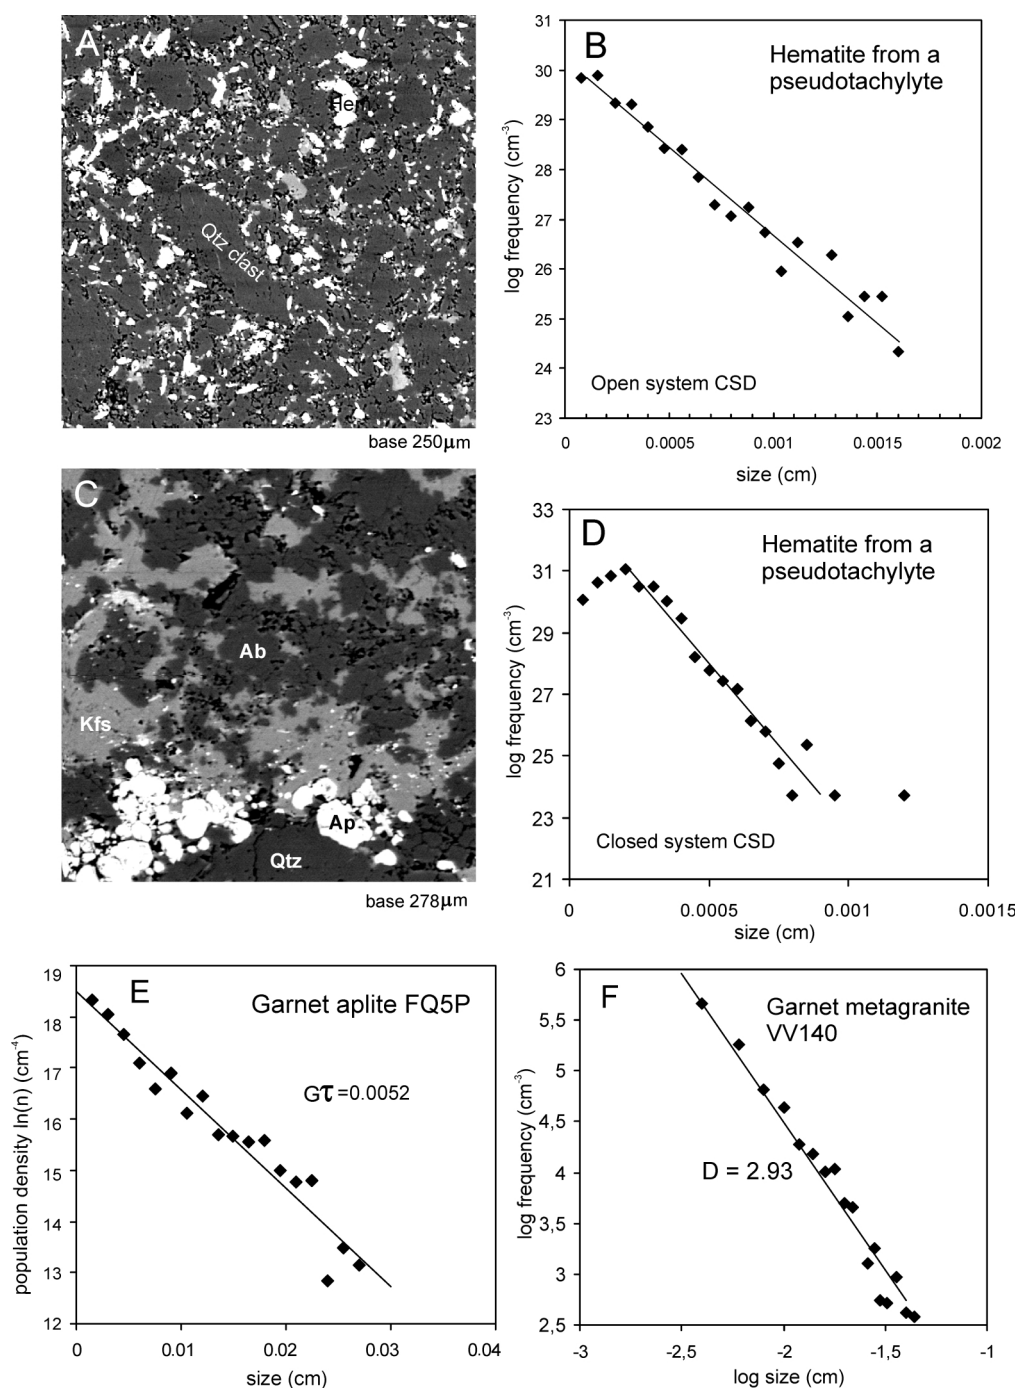 A
Hem
Qtz clast
base 250µm
B
Hematite from a
pseudotachylyte
log frequency (cm-3)
31
30
29
28
27
26
25
24
23
Open system CSD
0
0.0005
0.001
0.0015
0.002
size (cm)
C
Ab
Kfs
Ap
Qtz
base 278µm
D
Hematite from a
pseudotachylyte
log frequency (cm-3)
33
31
29
27
25
23
21
Closed system CSD
0
0.0005
0.001
0.0015
size (cm)
E
Garnet aplite FQ5P
Gτ=0.0052
population density ln(n) (cm-4)
19
18
17
16
15
14
13
12
0
0.01
0.02
0.03
0.04
size (cm)
F
Garnet metagranite
VV140
D = 2.93
log frequency (cm-3)
6
5,5
5
4,5
4
3,5
3
2,5
-3
-2,5
-2
-1,5
-1
log size (cm)